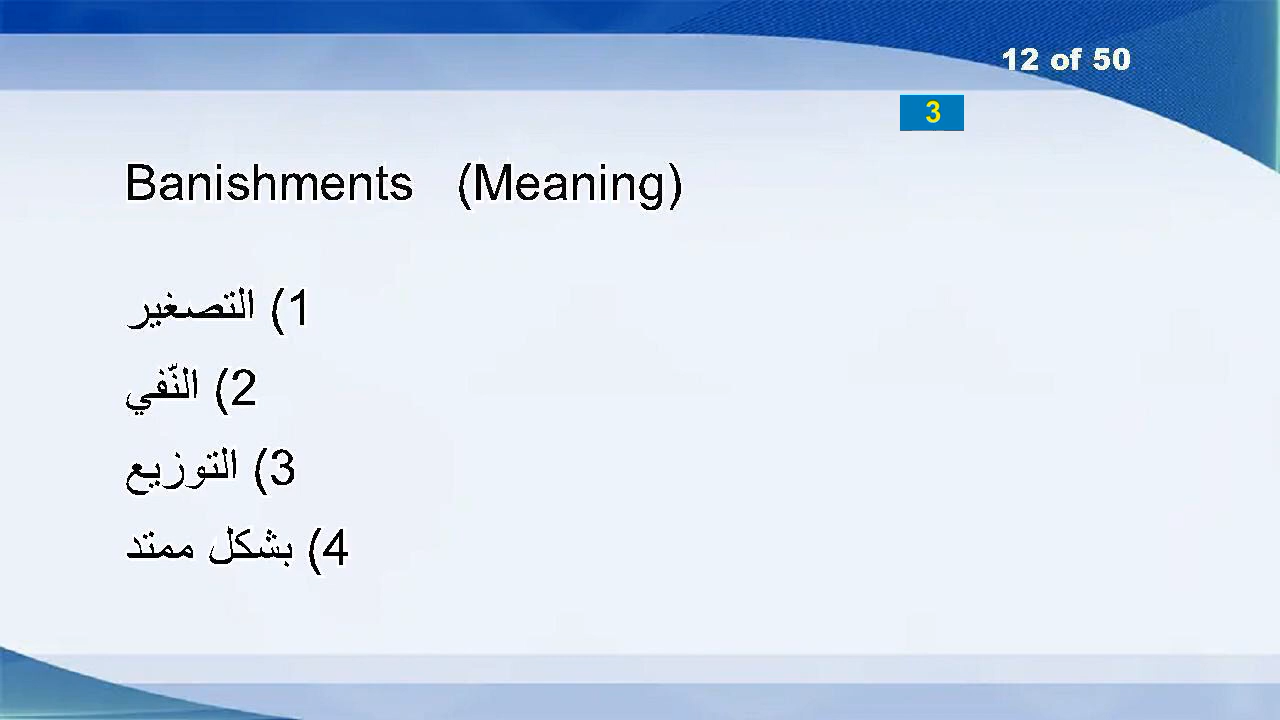 12 of 50
3
Banishments (Meaning)
1) التصغير
2) النّفي
3) التوزيع
4) بشكل ممتد